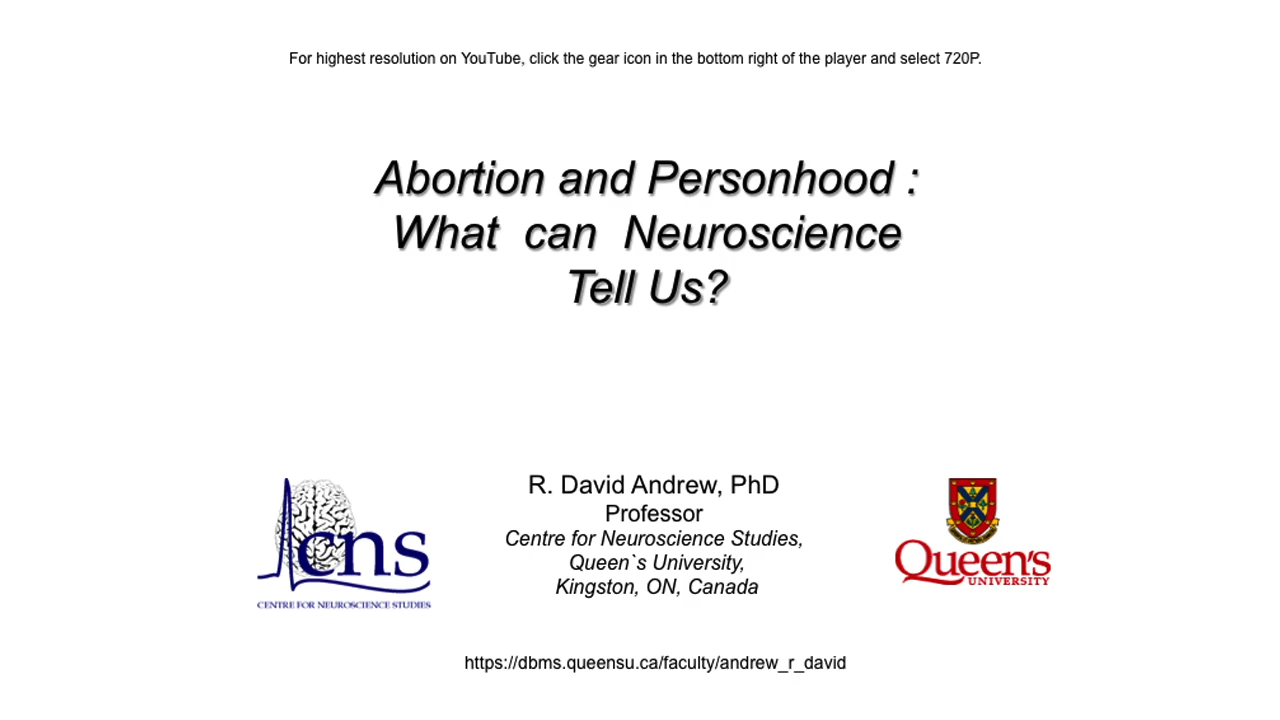 For highest resolution on YouTube, click the gear icon in the bottom right of the player and select 720P.
Abortion and Personhood :
What can Neuroscience
Tell Us?
R. David Andrew, PhD
Professor
Centre for Neuroscience Studies,
Queen`s University,
Kingston, ON, Canada
cns
CENTRE FOR NEUROSCIENCE STUDIES
Queen's
UNIVERSITY
https://dbms.queensu.ca/faculty/andrew_r_david